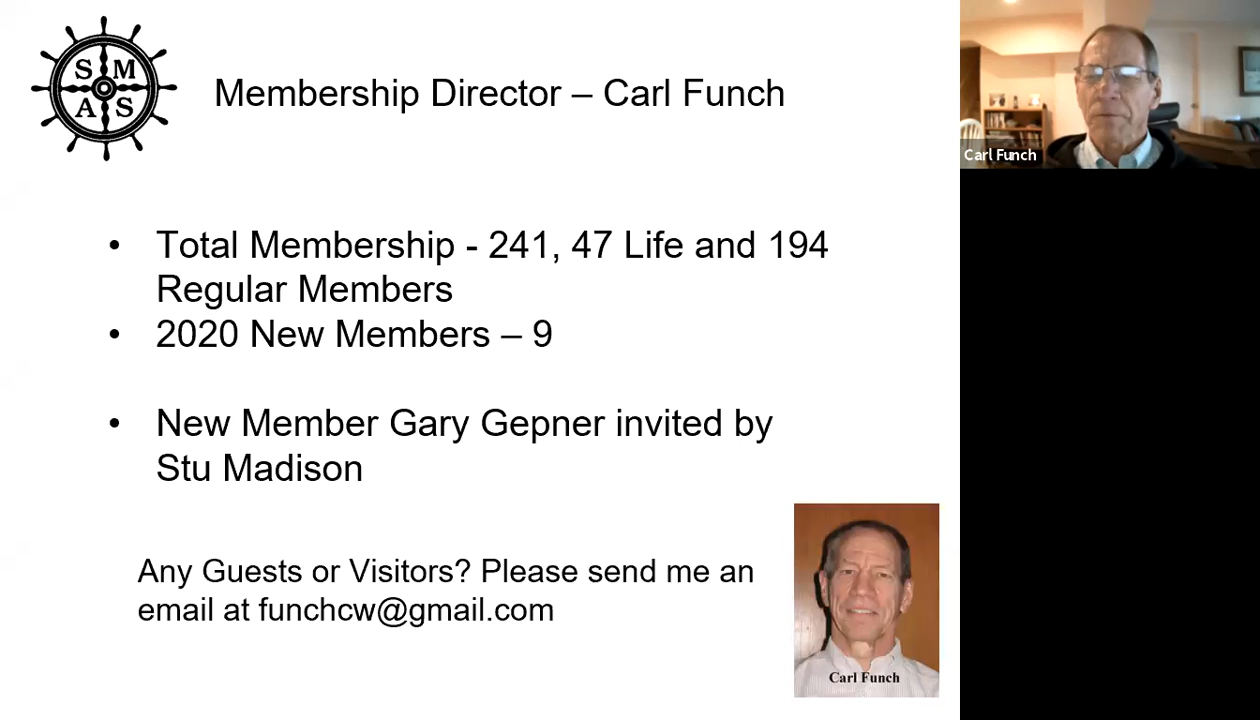 S M
A S
Membership Director – Carl Funch
Carl Funch
• Total Membership - 241, 47 Life and 194
Regular Members
• 2020 New Members – 9
• New Member Gary Gepner invited by
Stu Madison
Any Guests or Visitors? Please send me an
email at funchcw@gmail.com
Carl Funch